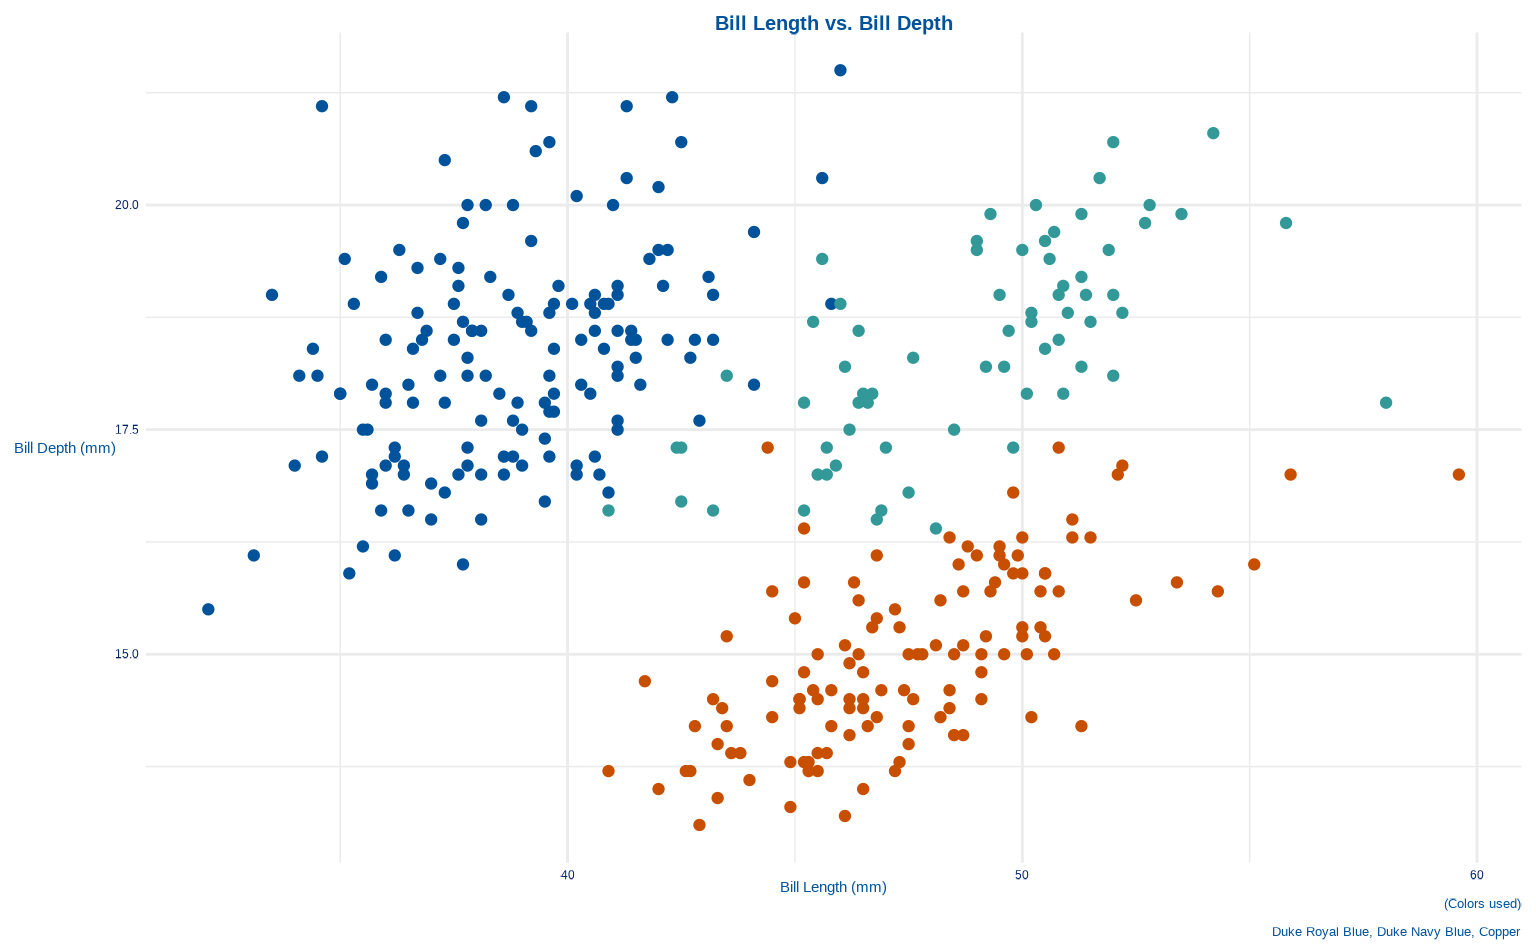 Bill Length vs. Bill Depth
20.0
17.5
Bill Depth (mm)
15.0
40
50
60
Bill Length (mm)
(Colors used)
Duke Royal Blue, Duke Navy Blue, Copper